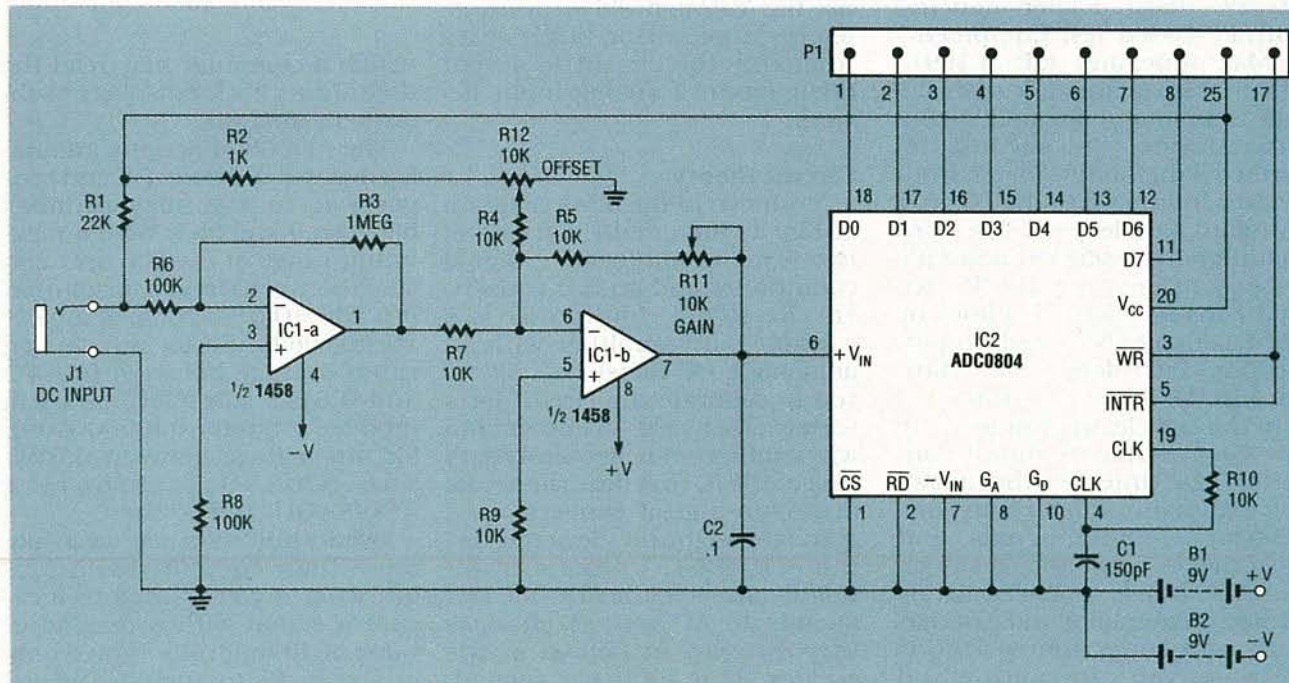 P1
1 2 3 4 5 6 7 8 25 17
R2
1K
R12
10K
OFFSET
R1
22K
R3
1MEG
R4
10K
R5
10K
R11
10K
GAIN
R6
100K
2
3
−
+
IC1-a
1
4
−V
½ 1458
J1
DC INPUT
R7
10K
6
5
−
+
IC1-b
7
8
+V
½ 1458
R8
100K
R9
10K
C2
.1
18 17 16 15 14 13 12
D0 D1 D2 D3 D4 D5 D6
D7 11
VCC 20
6 +VIN
IC2
ADC0804
W̅R̅ 3
I̅N̅T̅R̅ 5
CLK 19
R10
10K
C̅S̅ R̅D̅ −VIN GA GD CLK
1 2 7 8 10 4
C1
150pF
B1
9V
+V
B2
9V
−V